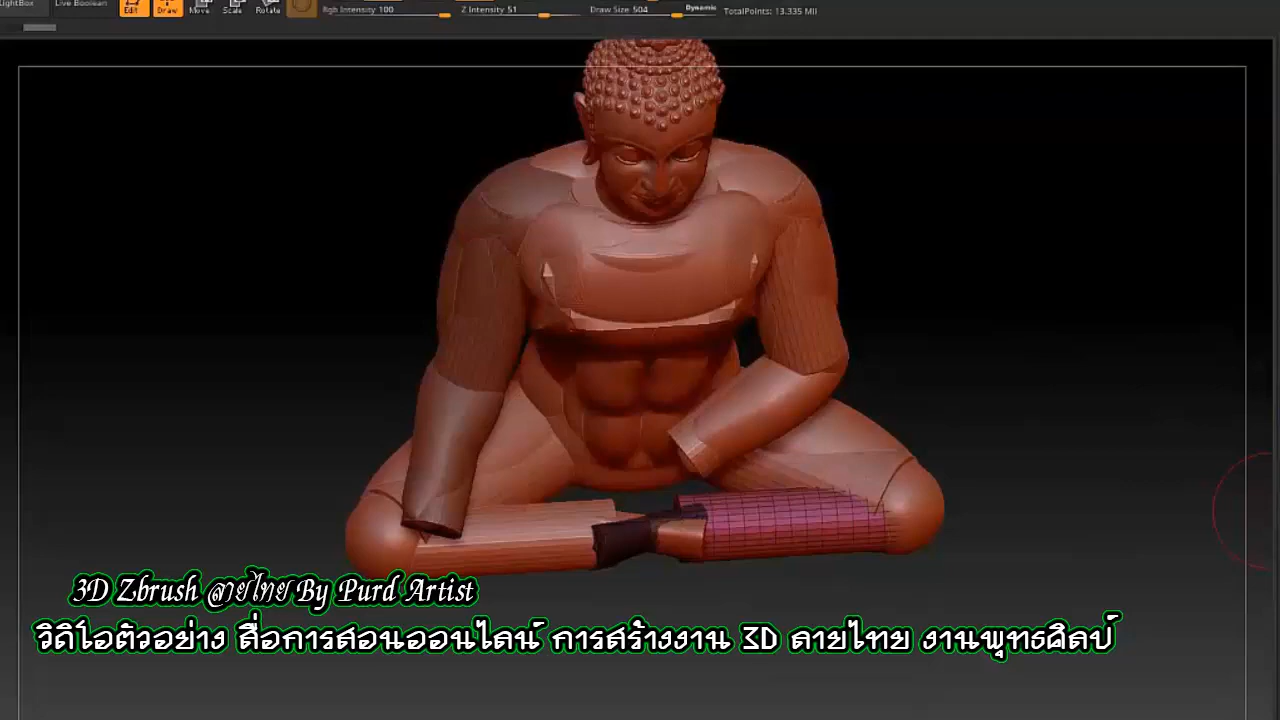 LightBox Live Boolean Edit Draw Move Scale Rotate Rgb Intensity 100 Z Intensity 51 Draw Size 504 Dynamic TotalPoints: 13.335 Mil
3D Zbrush ลายไทย By Purd Artist
วิดิโอตัวอย่าง สื่อการสอนออนไลน์ การสร้างงาน 3D ลายไทย งานพุทธศิลป์